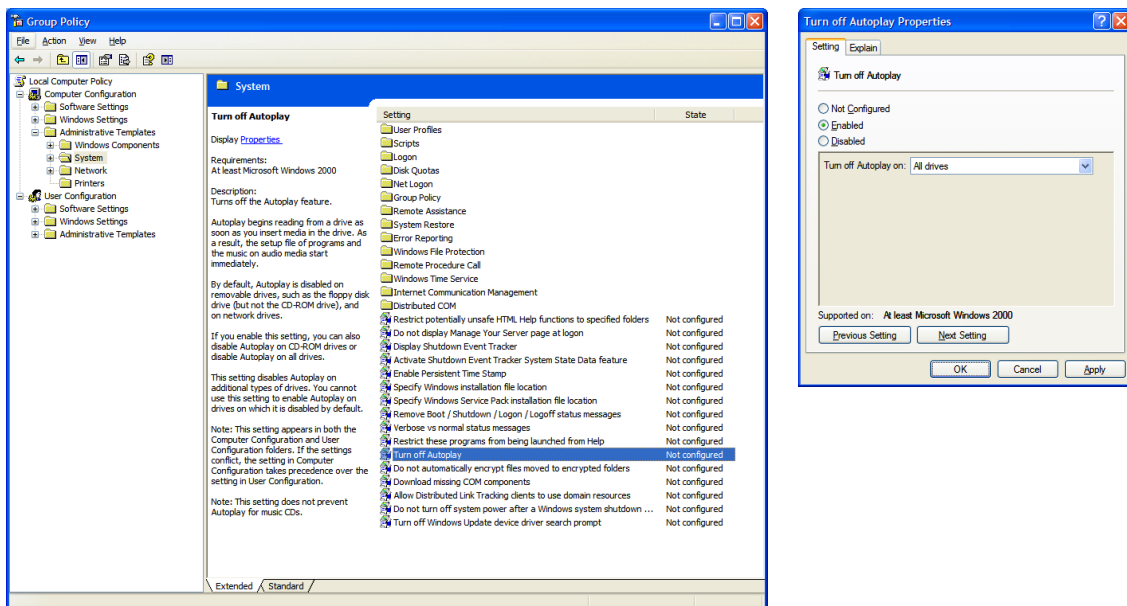 Group Policy
File Action View Help
Local Computer Policy
Computer Configuration
Software Settings
Windows Settings
Administrative Templates
Windows Components
System
Network
Printers
User Configuration
Software Settings
Windows Settings
Administrative Templates
System
Turn off Autoplay
Display Properties
Requirements:
At least Microsoft Windows 2000
Description:
Turns off the Autoplay feature.
Autoplay begins reading from a drive as
soon as you insert media in the drive. As
a result, the setup file of programs and
the music on audio media start
immediately.
By default, Autoplay is disabled on
removable drives, such as the floppy disk
drive (but not the CD-ROM drive), and
on network drives.
If you enable this setting, you can also
disable Autoplay on CD-ROM drives or
disable Autoplay on all drives.
This setting disables Autoplay on
additional types of drives. You cannot
use this setting to enable Autoplay on
drives on which it is disabled by default.
Note: This setting appears in both the
Computer Configuration and User
Configuration folders. If the settings
conflict, the setting in Computer
Configuration takes precedence over the
setting in User Configuration.
Note: This setting does not prevent
Autoplay for music CDs.
Setting State
User Profiles
Scripts
Logon
Disk Quotas
Net Logon
Group Policy
Remote Assistance
System Restore
Error Reporting
Windows File Protection
Remote Procedure Call
Windows Time Service
Internet Communication Management
Distributed COM
Restrict potentially unsafe HTML Help functions to specified folders Not configured
Do not display Manage Your Server page at logon Not configured
Display Shutdown Event Tracker Not configured
Activate Shutdown Event Tracker System State Data feature Not configured
Enable Persistent Time Stamp Not configured
Specify Windows installation file location Not configured
Specify Windows Service Pack installation file location Not configured
Remove Boot / Shutdown / Logon / Logoff status messages Not configured
Verbose vs normal status messages Not configured
Restrict these programs from being launched from Help Not configured
Turn off Autoplay Not configured
Do not automatically encrypt files moved to encrypted folders Not configured
Download missing COM components Not configured
Allow Distributed Link Tracking clients to use domain resources Not configured
Do not turn off system power after a Windows system shutdown ... Not configured
Turn off Windows Update device driver search prompt Not configured
Extended Standard
Turn off Autoplay Properties
Setting Explain
Turn off Autoplay
Not Configured
Enabled
Disabled
Turn off Autoplay on: All drives
Supported on: At least Microsoft Windows 2000
Previous Setting Next Setting
OK Cancel Apply